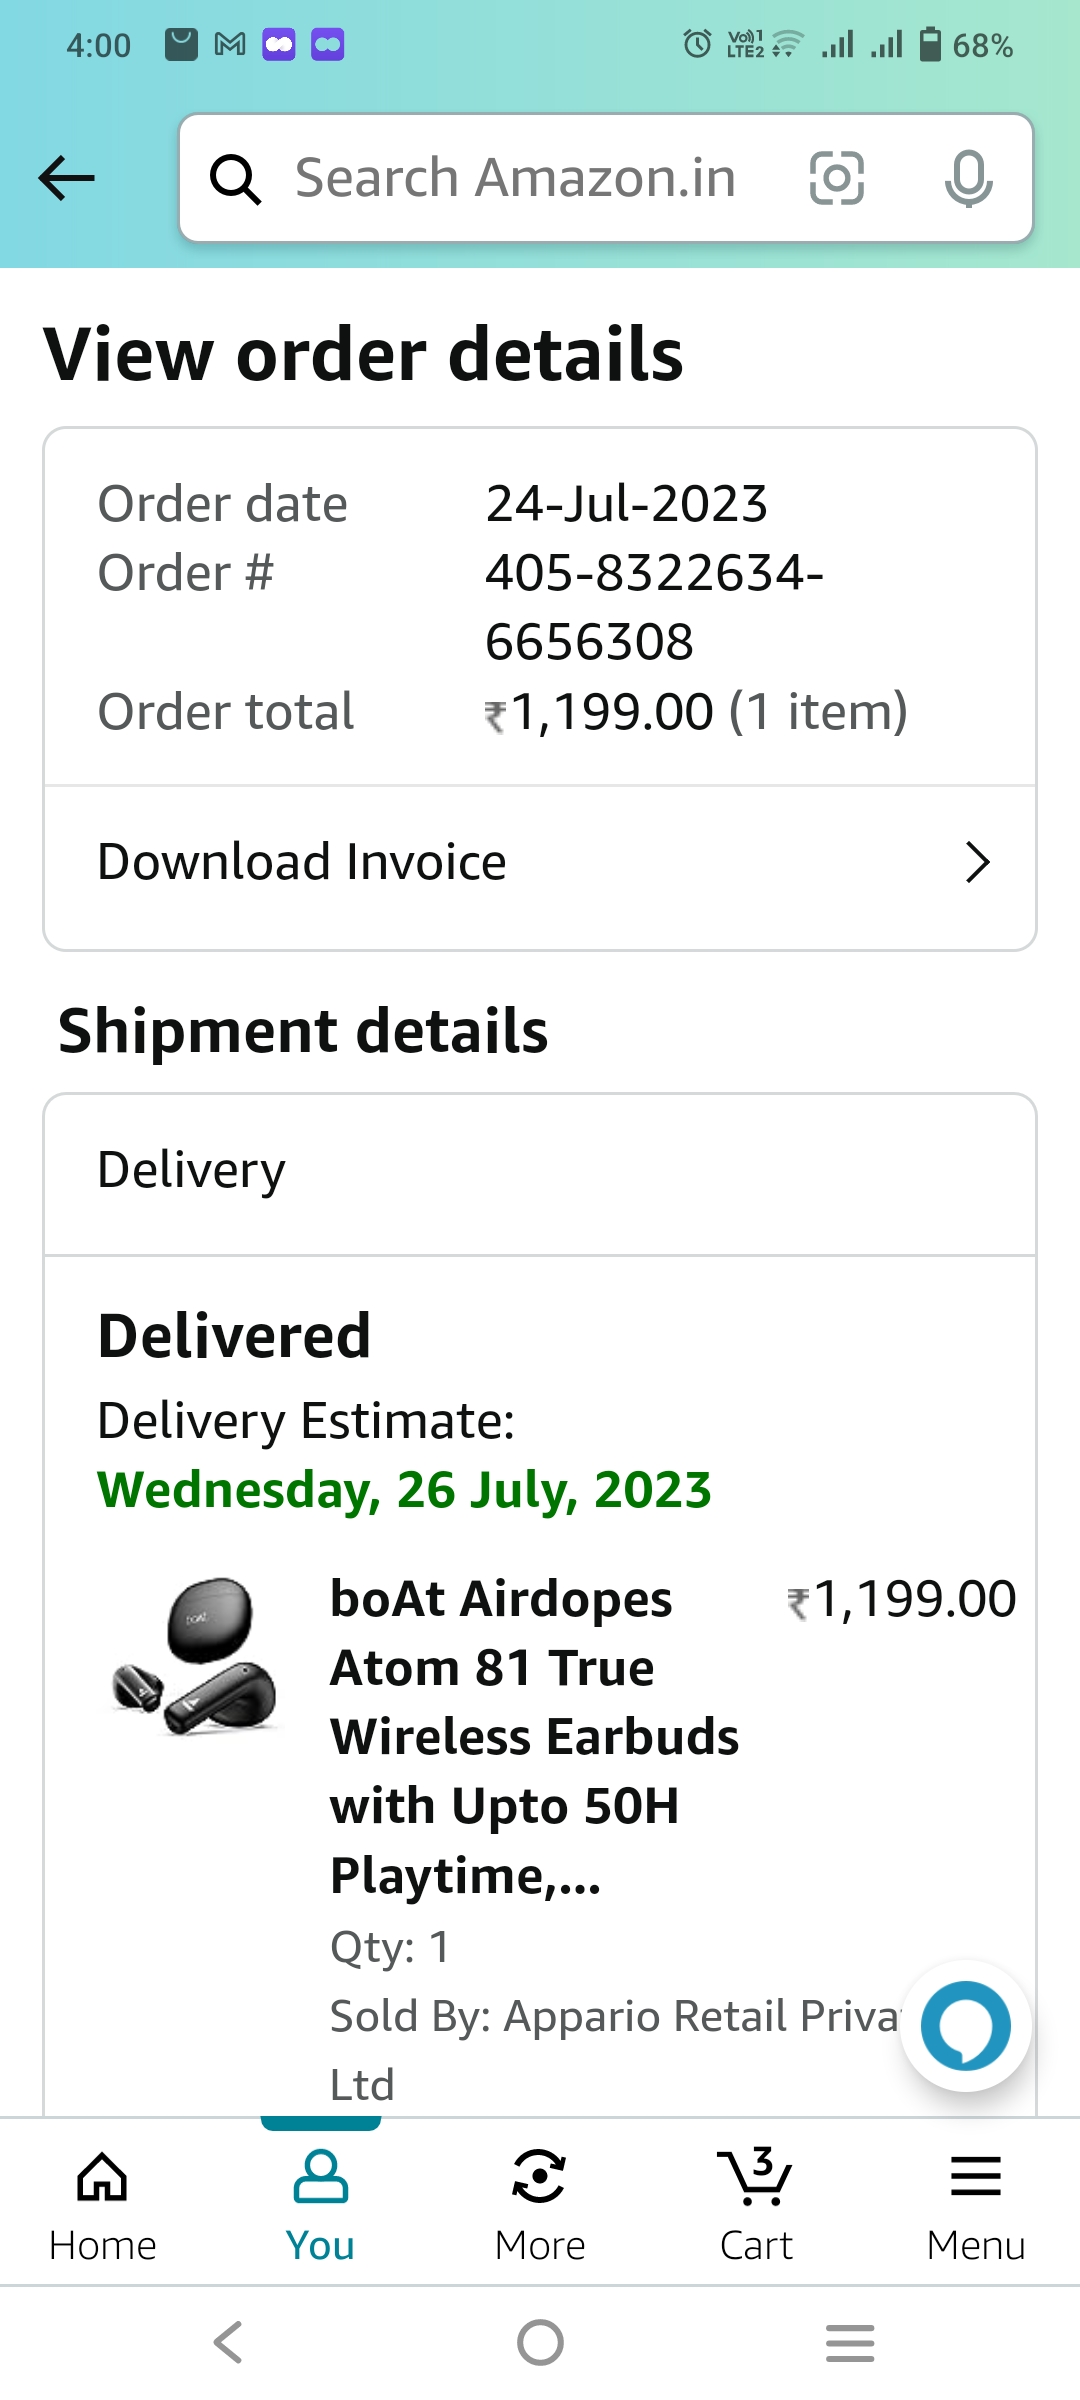 4:00 Vo)) 1 LTE2 68%
Search Amazon.in
View order details
Order date 24-Jul-2023
Order # 405-8322634-
6656308
Order total ₹1,199.00 (1 item)
Download Invoice
Shipment details
Delivery
Delivered
Delivery Estimate:
Wednesday, 26 July, 2023
boAt Airdopes ₹1,199.00
Atom 81 True
Wireless Earbuds
with Upto 50H
Playtime,...
Qty: 1
Sold By: Appario Retail
Ltd
3
Home You More Cart Menu